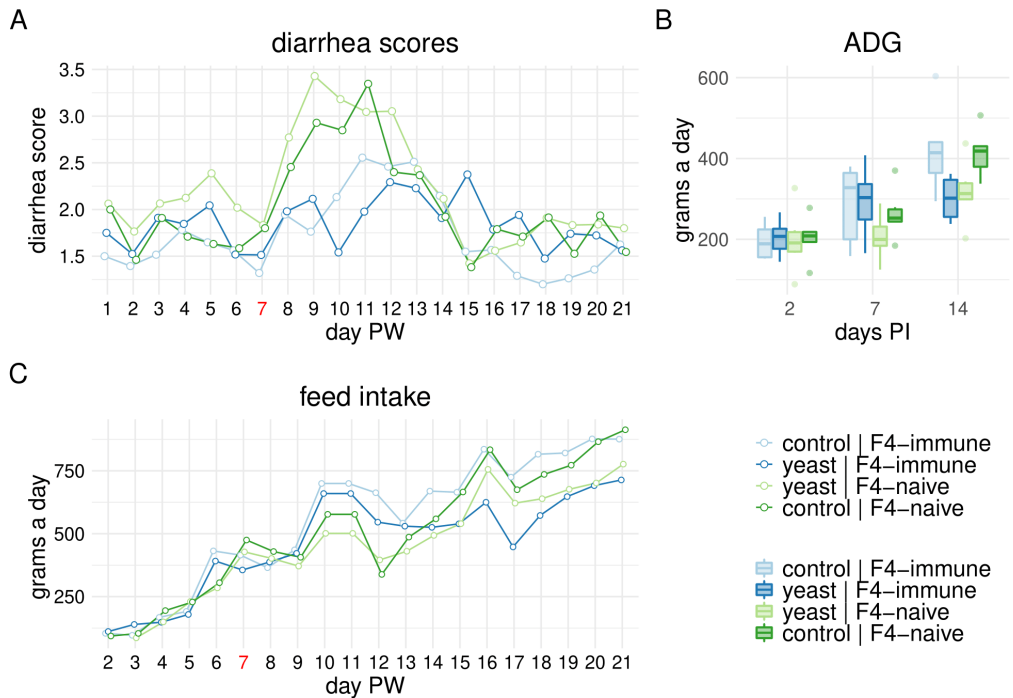 A
diarrhea scores
diarrhea score
3.5
3.0
2.5
2.0
1.5
1 2 3 4 5 6 7 8 9 10 11 12 13 14 15 16 17 18 19 20 21
day PW
B
ADG
grams a day
600
400
200
2 7 14
days PI
C
feed intake
grams a day
750
500
250
2 3 4 5 6 7 8 9 10 11 12 13 14 15 16 17 18 19 20 21
day PW
control | F4−immune
yeast | F4−immune
yeast | F4−naive
control | F4−naive
control | F4−immune
yeast | F4−immune
yeast | F4−naive
control | F4−naive